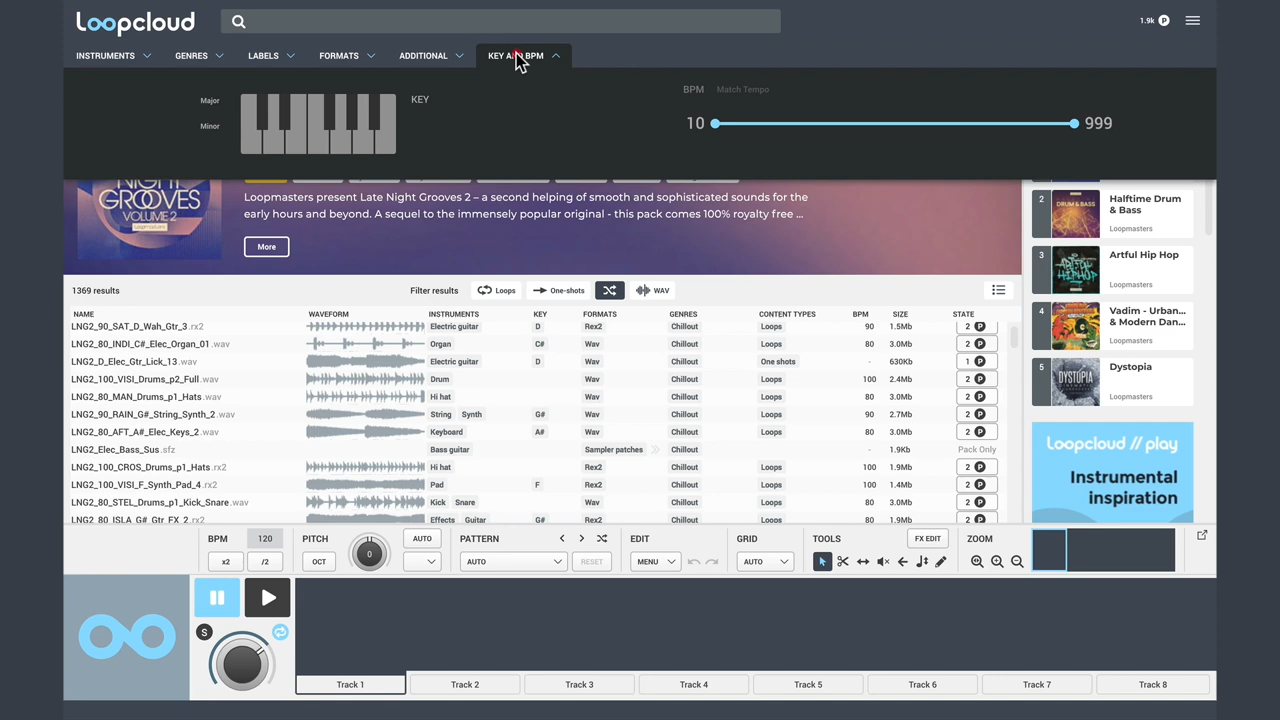 Loopcloud
1.9k P
INSTRUMENTS GENRES LABELS FORMATS ADDITIONAL KEY AND BPM
Major
Minor
KEY
BPM Match Tempo
10 999
NIGHT
GROOVES
VOLUME 2
Loopmasters
Loopmasters present Late Night Grooves 2 – a second helping of smooth and sophisticated sounds for the
early hours and beyond. A sequel to the immensely popular original - this pack comes 100% royalty free ...
More
2 Halftime Drum
& Bass
Loopmasters
3 Artful Hip Hop
Loopmasters
4 Vadim - Urban...
& Modern Dan...
Loopmasters
5 Dystopia
Loopmasters
1369 results Filter results Loops One-shots WAV
NAME WAVEFORM INSTRUMENTS KEY FORMATS GENRES CONTENT TYPES BPM SIZE STATE
LNG2_90_SAT_D_Wah_Gtr_3.rx2 Electric guitar D Rex2 Chillout Loops 90 1.5Mb 2 P
LNG2_80_INDI_C#_Elec_Organ_01.wav Organ C# Wav Chillout Loops 80 3.0Mb 2 P
LNG2_D_Elec_Gtr_Lick_13.wav Electric guitar D Wav Chillout One shots - 630Kb 1 P
LNG2_100_VISI_Drums_p2_Full.wav Drum Wav Chillout Loops 100 2.4Mb 2 P
LNG2_80_MAN_Drums_p1_Hats.wav Hi hat Wav Chillout Loops 80 3.0Mb 2 P
LNG2_90_RAIN_G#_String_Synth_2.wav String Synth G# Wav Chillout Loops 90 2.7Mb 2 P
LNG2_80_AFT_A#_Elec_Keys_2.wav Keyboard A# Wav Chillout Loops 80 3.0Mb 2 P
LNG2_Elec_Bass_Sus.sfz Bass guitar Sampler patches Chillout - 1.9Kb Pack Only
LNG2_100_CROS_Drums_p1_Hats.rx2 Hi hat Rex2 Chillout Loops 100 1.9Mb 2 P
LNG2_100_VISI_F_Synth_Pad_4.rx2 Pad F Rex2 Chillout Loops 100 1.4Mb 2 P
LNG2_80_STEL_Drums_p1_Kick_Snare.wav Kick Snare Wav Chillout Loops 80 3.0Mb 2 P
LNG2_80_ISLA_G#_Gtr_FX_2.rx2 Effects Guitar G# Rex2 Chillout Loops 80 1.9Mb 2 P
Loopcloud // play
Instrumental
inspiration
BPM 120 PITCH AUTO PATTERN EDIT GRID TOOLS FX EDIT ZOOM
x2 /2 OCT 0 AUTO RESET MENU AUTO
S
Track 1 Track 2 Track 3 Track 4 Track 5 Track 6 Track 7 Track 8